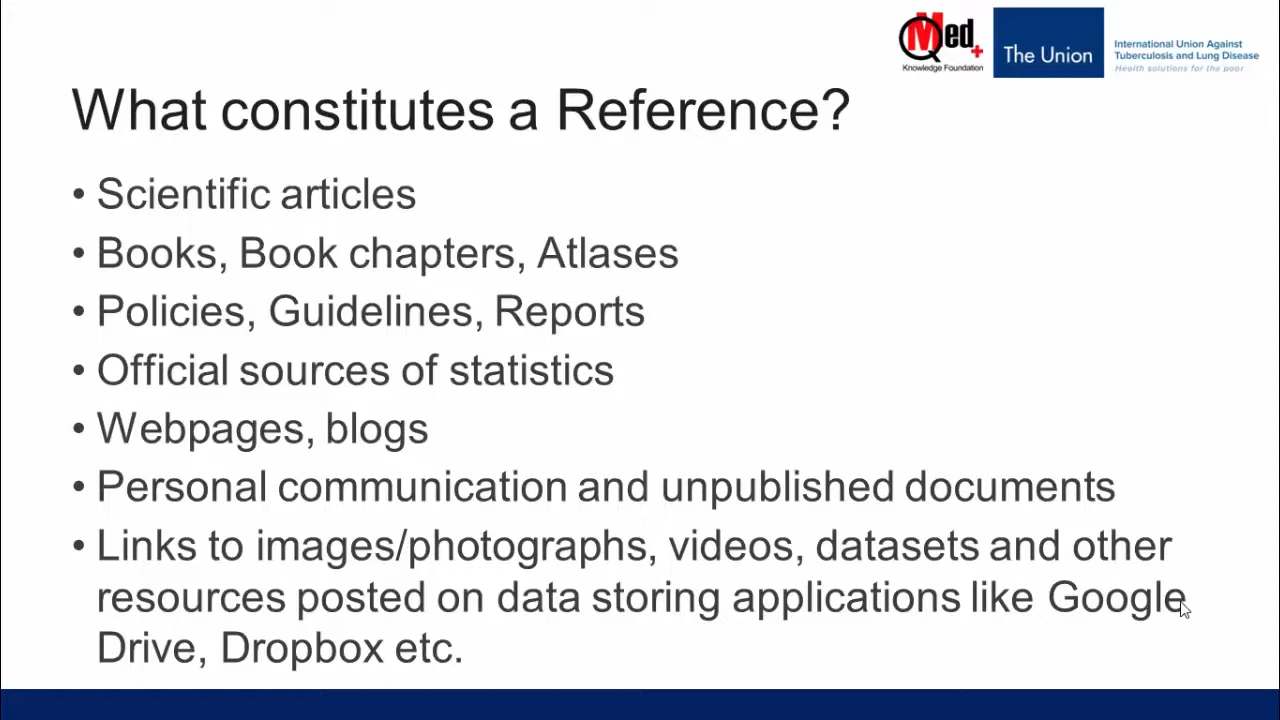 QMed+
Knowledge Foundation
The Union
International Union Against
Tuberculosis and Lung Disease
Health solutions for the poor
What constitutes a Reference?
• Scientific articles
• Books, Book chapters, Atlases
• Policies, Guidelines, Reports
• Official sources of statistics
• Webpages, blogs
• Personal communication and unpublished documents
• Links to images/photographs, videos, datasets and other
resources posted on data storing applications like Google
Drive, Dropbox etc.